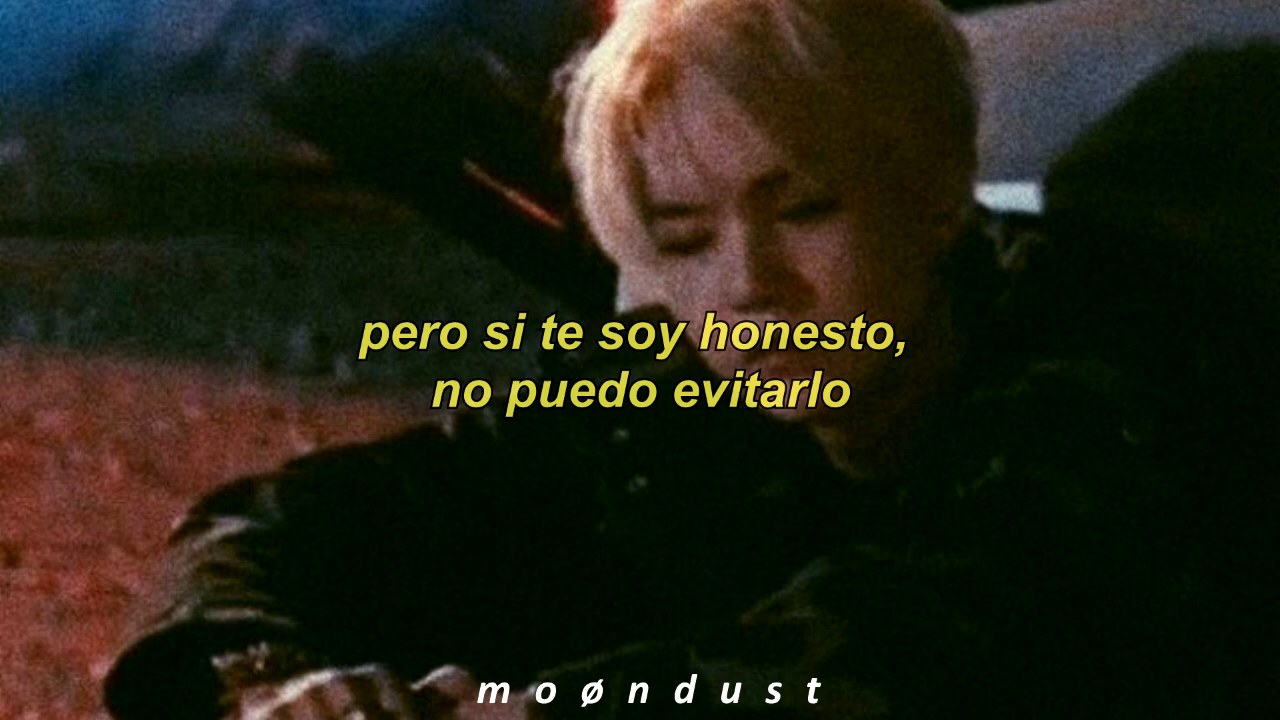 pero si te soy honesto,
no puedo evitarlo
m o ø n d u s t